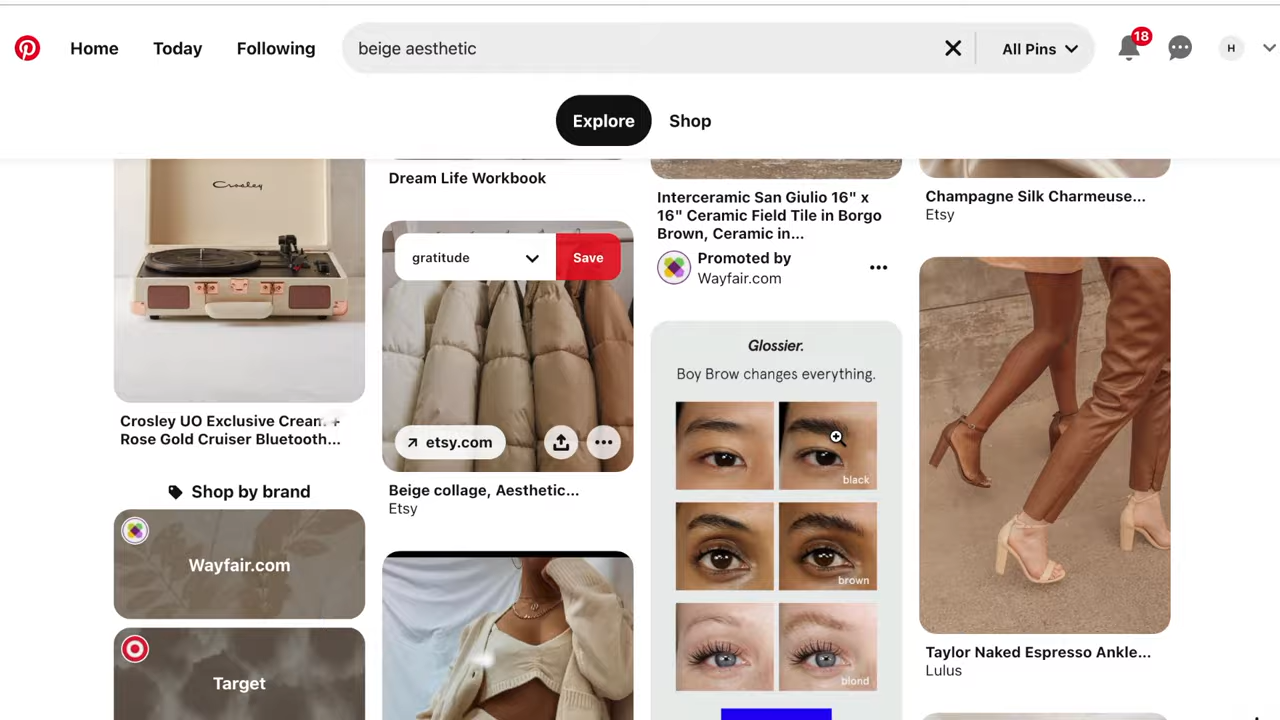 Home
Today
Following
beige aesthetic
All Pins
18
H
Explore
Shop
Crosley
Crosley UO Exclusive Cream +
Rose Gold Cruiser Bluetooth...
Shop by brand
Wayfair.com
Target
Dream Life Workbook
gratitude
Save
etsy.com
Beige collage, Aesthetic...
Etsy
Interceramic San Giulio 16" x
16" Ceramic Field Tile in Borgo
Brown, Ceramic in...
Promoted by
Wayfair.com
Glossier.
Boy Brow changes everything.
black
brown
blond
Champagne Silk Charmeuse...
Etsy
Taylor Naked Espresso Ankle...
Lulus